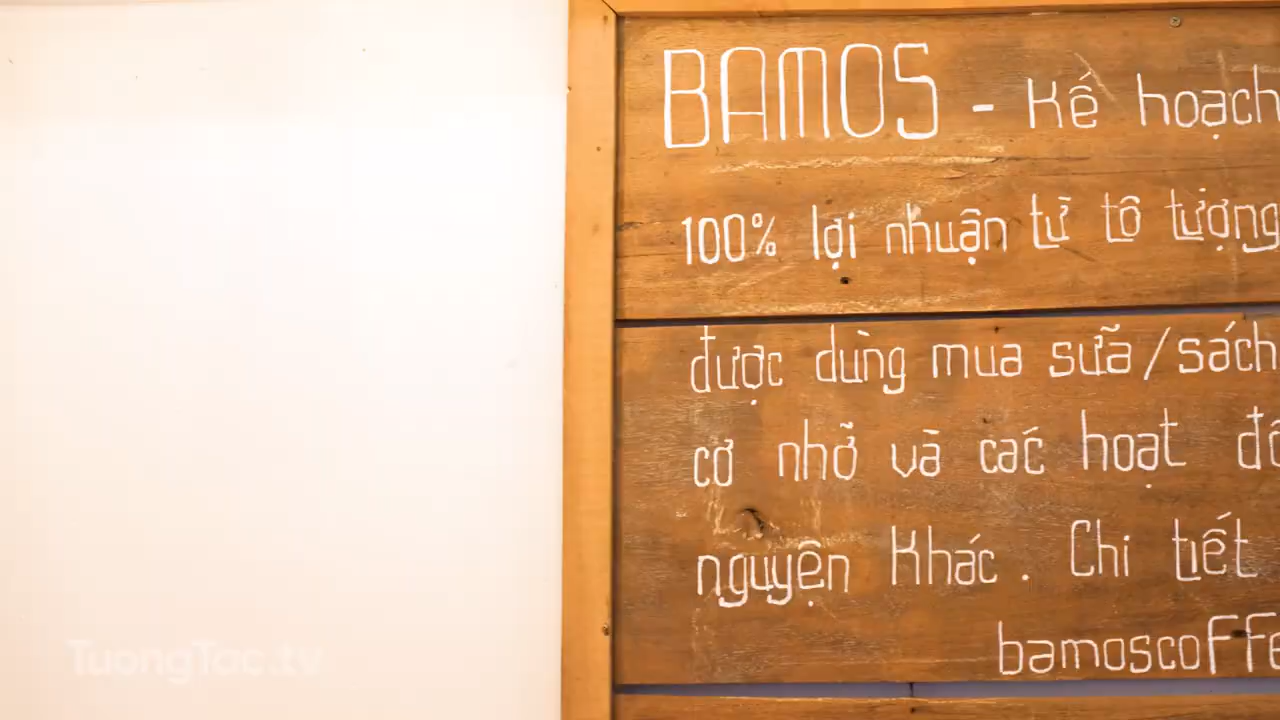 BAMOS - Kế hoạch
100% lợi nhuận từ tô tượng
được dùng mua sữa/sách
cơ nhỡ và các hoạt
nguyện Khác. Chi tiết
bamoscoffe
TuongTac.tv